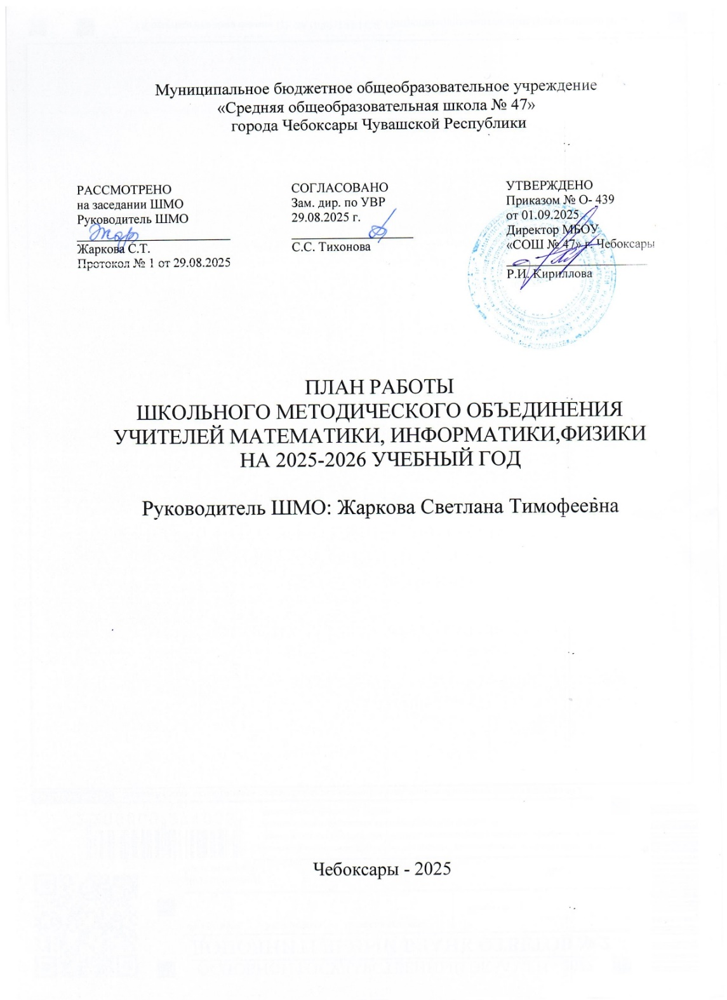 Муниципальное бюджетное общеобразовательное учреждение
«Средняя общеобразовательная школа № 47»
города Чебоксары Чувашской Республики
РАССМОТРЕНО
на заседании ШМО
Руководитель ШМО
Жаркова С.Т.
Протокол № 1 от 29.08.2025
СОГЛАСОВАНО
Зам. дир. по УВР
29.08.2025 г.
С.С. Тихонова
УТВЕРЖДЕНО
Приказом № О- 439
от 01.09.2025
Директор МБОУ
«СОШ № 47» г. Чебоксары
Р.И. Кириллова
ПЛАН РАБОТЫ
ШКОЛЬНОГО МЕТОДИЧЕСКОГО ОБЪЕДИНЕНИЯ
УЧИТЕЛЕЙ МАТЕМАТИКИ, ИНФОРМАТИКИ,ФИЗИКИ
НА 2025-2026 УЧЕБНЫЙ ГОД
Руководитель ШМО: Жаркова Светлана Тимофеевна
Чебоксары - 2025